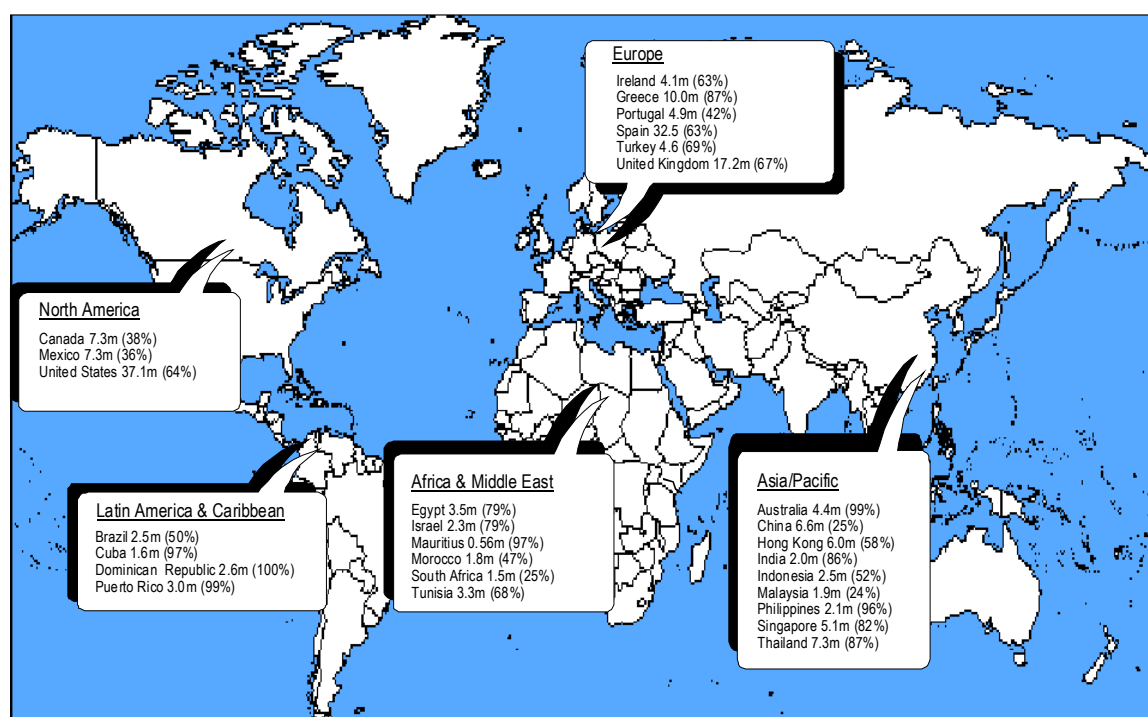 Europe
Ireland 4.1m (63%)
Greece 10.0m (87%)
Portugal 4.9m (42%)
Spain 32.5 (63%)
Turkey 4.6 (69%)
United Kingdom 17.2m (67%)
North America
Canada 7.3m (38%)
Mexico 7.3m (36%)
United States 37.1m (64%)
Latin America & Caribbean
Brazil 2.5m (50%)
Cuba 1.6m (97%)
Dominican Republic 2.6m (100%)
Puerto Rico 3.0m (99%)
Africa & Middle East
Egypt 3.5m (79%)
Israel 2.3m (79%)
Mauritius 0.56m (97%)
Morocco 1.8m (47%)
South Africa 1.5m (25%)
Tunisia 3.3m (68%)
Asia/Pacific
Australia 4.4m (99%)
China 6.6m (25%)
Hong Kong 6.0m (58%)
India 2.0m (86%)
Indonesia 2.5m (52%)
Malaysia 1.9m (24%)
Philippines 2.1m (96%)
Singapore 5.1m (82%)
Thailand 7.3m (87%)